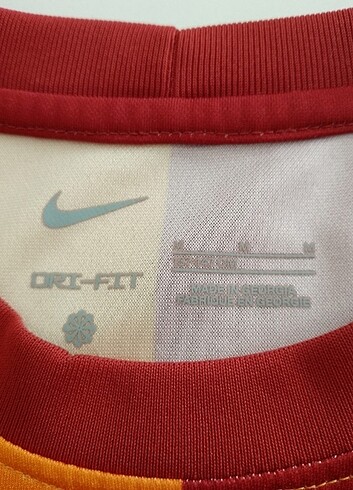 DRI-FIT
M M M
MADE IN GEORGIA
FABRIQUE EN GEORGIE